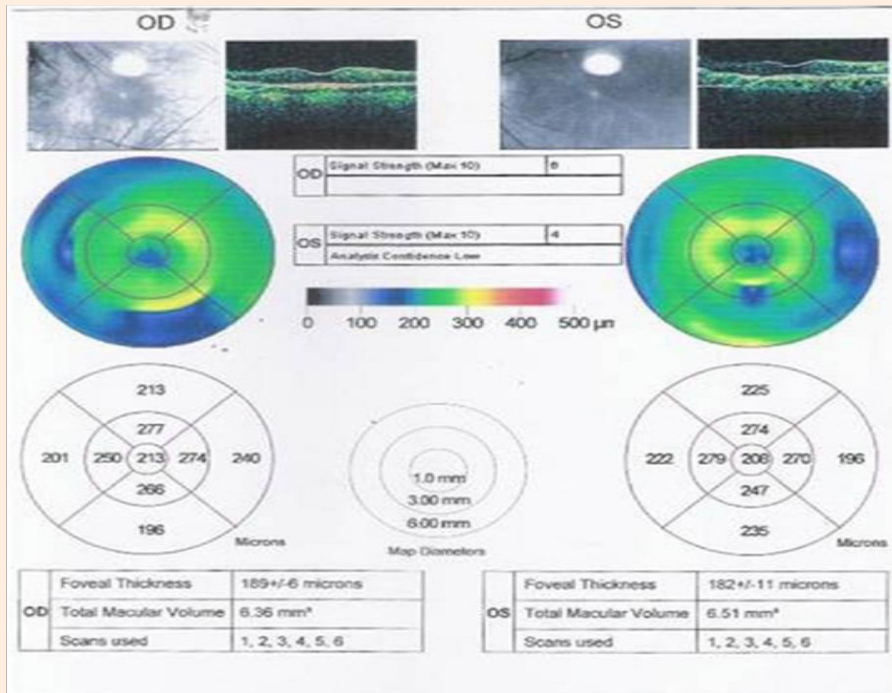 OD OS
OD Signal Strength (Max 10) 6
OS Signal Strength (Max 10) 4
Analysis Confidence Low
0 100 200 300 400 500 µm
213
277
201 250 213 274 240
266
196
Microns
1.0 mm
3.00 mm
6.00 mm
Map Diameters
225
274
222 279 208 270 196
247
235
Microns
OD
Foveal Thickness 189+/-6 microns
Total Macular Volume 6.36 mm³
Scans used 1, 2, 3, 4, 5, 6
OS
Foveal Thickness 182+/-11 microns
Total Macular Volume 6.51 mm³
Scans used 1, 2, 3, 4, 5, 6